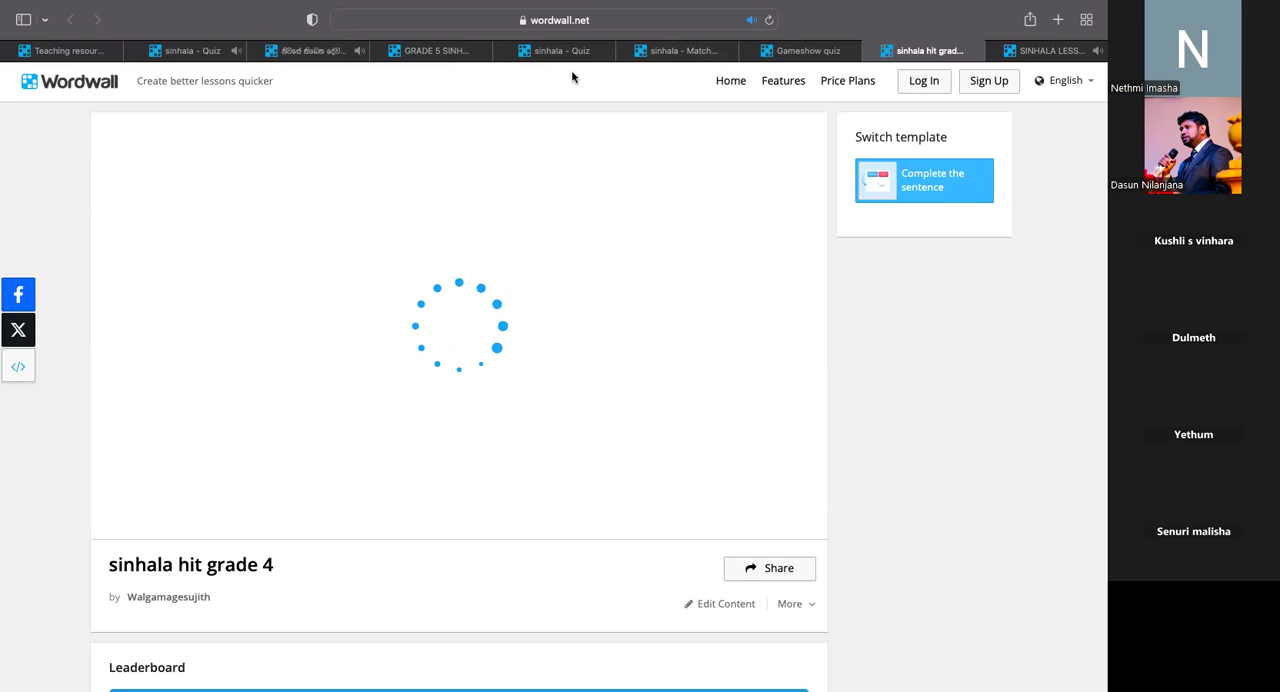 wordwall.net
Teaching resour...
sinhala - Quiz
GRADE 5 SINH...
sinhala - Quiz
sinhala - Match...
Gameshow quiz
sinhala hit grad...
SINHALA LESS...
Wordwall
Create better lessons quicker
Home
Features
Price Plans
Log In
Sign Up
English
Switch template
Complete the
sentence
sinhala hit grade 4
Share
by Walgamagesujith
Edit Content
More
Leaderboard
N
Nethmi Imasha
Dasun Nilanjana
Kushli s vinhara
Dulmeth
Yethum
Senuri malisha